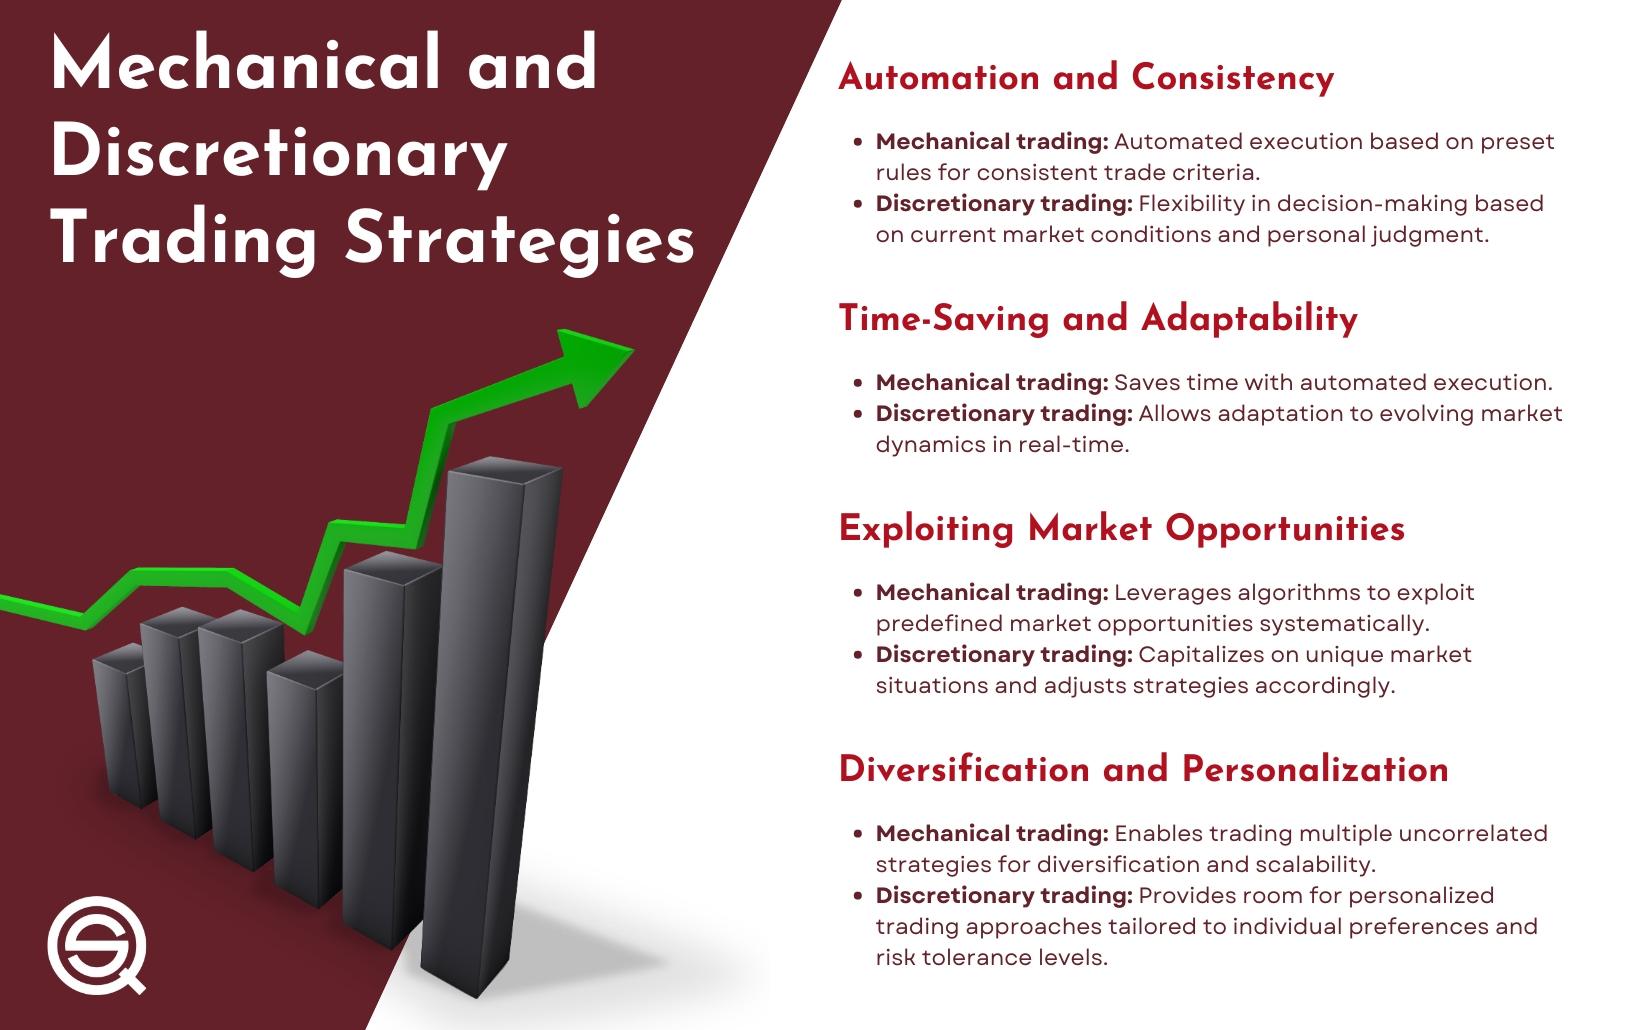 Mechanical and
Discretionary
Trading Strategies
Automation and Consistency
• Mechanical trading: Automated execution based on preset
rules for consistent trade criteria.
• Discretionary trading: Flexibility in decision-making based
on current market conditions and personal judgment.
Time-Saving and Adaptability
• Mechanical trading: Saves time with automated execution.
• Discretionary trading: Allows adaptation to evolving market
dynamics in real-time.
Exploiting Market Opportunities
• Mechanical trading: Leverages algorithms to exploit
predefined market opportunities systematically.
• Discretionary trading: Capitalizes on unique market
situations and adjusts strategies accordingly.
Diversification and Personalization
• Mechanical trading: Enables trading multiple uncorrelated
strategies for diversification and scalability.
• Discretionary trading: Provides room for personalized
trading approaches tailored to individual preferences and
risk tolerance levels.